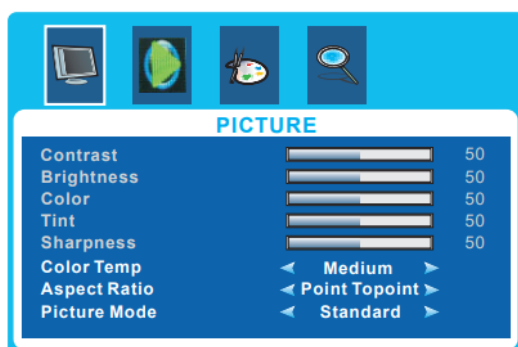 PICTURE
Contrast 50
Brightness 50
Color 50
Tint 50
Sharpness 50
Color Temp Medium
Aspect Ratio Point Topoint
Picture Mode Standard